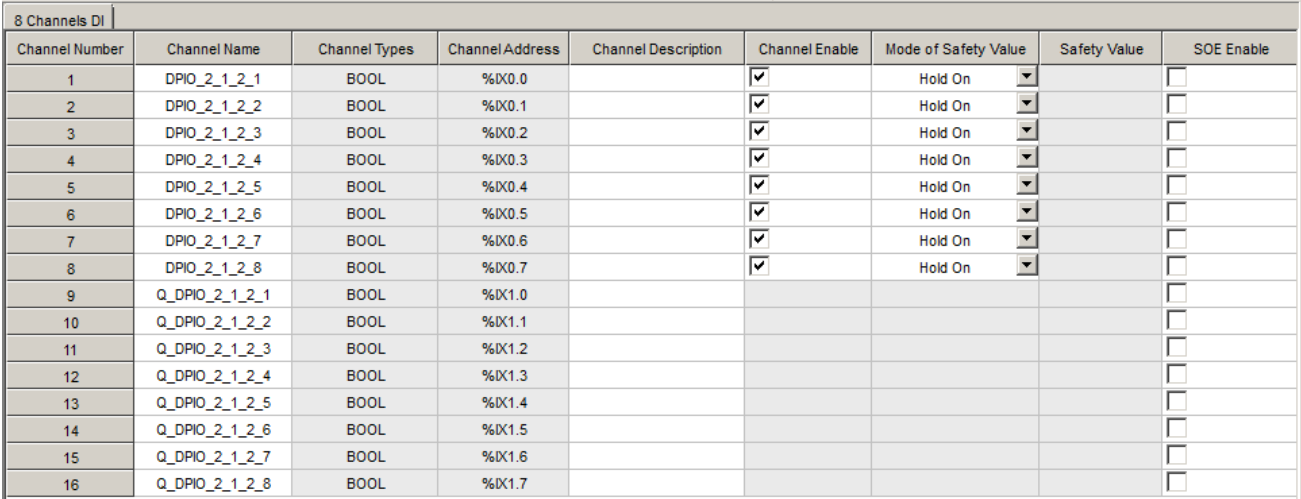 8 Channels DI
Channel Number Channel Name Channel Types Channel Address Channel Description Channel Enable Mode of Safety Value Safety Value SOE Enable
1 DPIO_2_1_2_1 BOOL %IX0.0 Hold On
2 DPIO_2_1_2_2 BOOL %IX0.1 Hold On
3 DPIO_2_1_2_3 BOOL %IX0.2 Hold On
4 DPIO_2_1_2_4 BOOL %IX0.3 Hold On
5 DPIO_2_1_2_5 BOOL %IX0.4 Hold On
6 DPIO_2_1_2_6 BOOL %IX0.5 Hold On
7 DPIO_2_1_2_7 BOOL %IX0.6 Hold On
8 DPIO_2_1_2_8 BOOL %IX0.7 Hold On
9 Q_DPIO_2_1_2_1 BOOL %IX1.0
10 Q_DPIO_2_1_2_2 BOOL %IX1.1
11 Q_DPIO_2_1_2_3 BOOL %IX1.2
12 Q_DPIO_2_1_2_4 BOOL %IX1.3
13 Q_DPIO_2_1_2_5 BOOL %IX1.4
14 Q_DPIO_2_1_2_6 BOOL %IX1.5
15 Q_DPIO_2_1_2_7 BOOL %IX1.6
16 Q_DPIO_2_1_2_8 BOOL %IX1.7